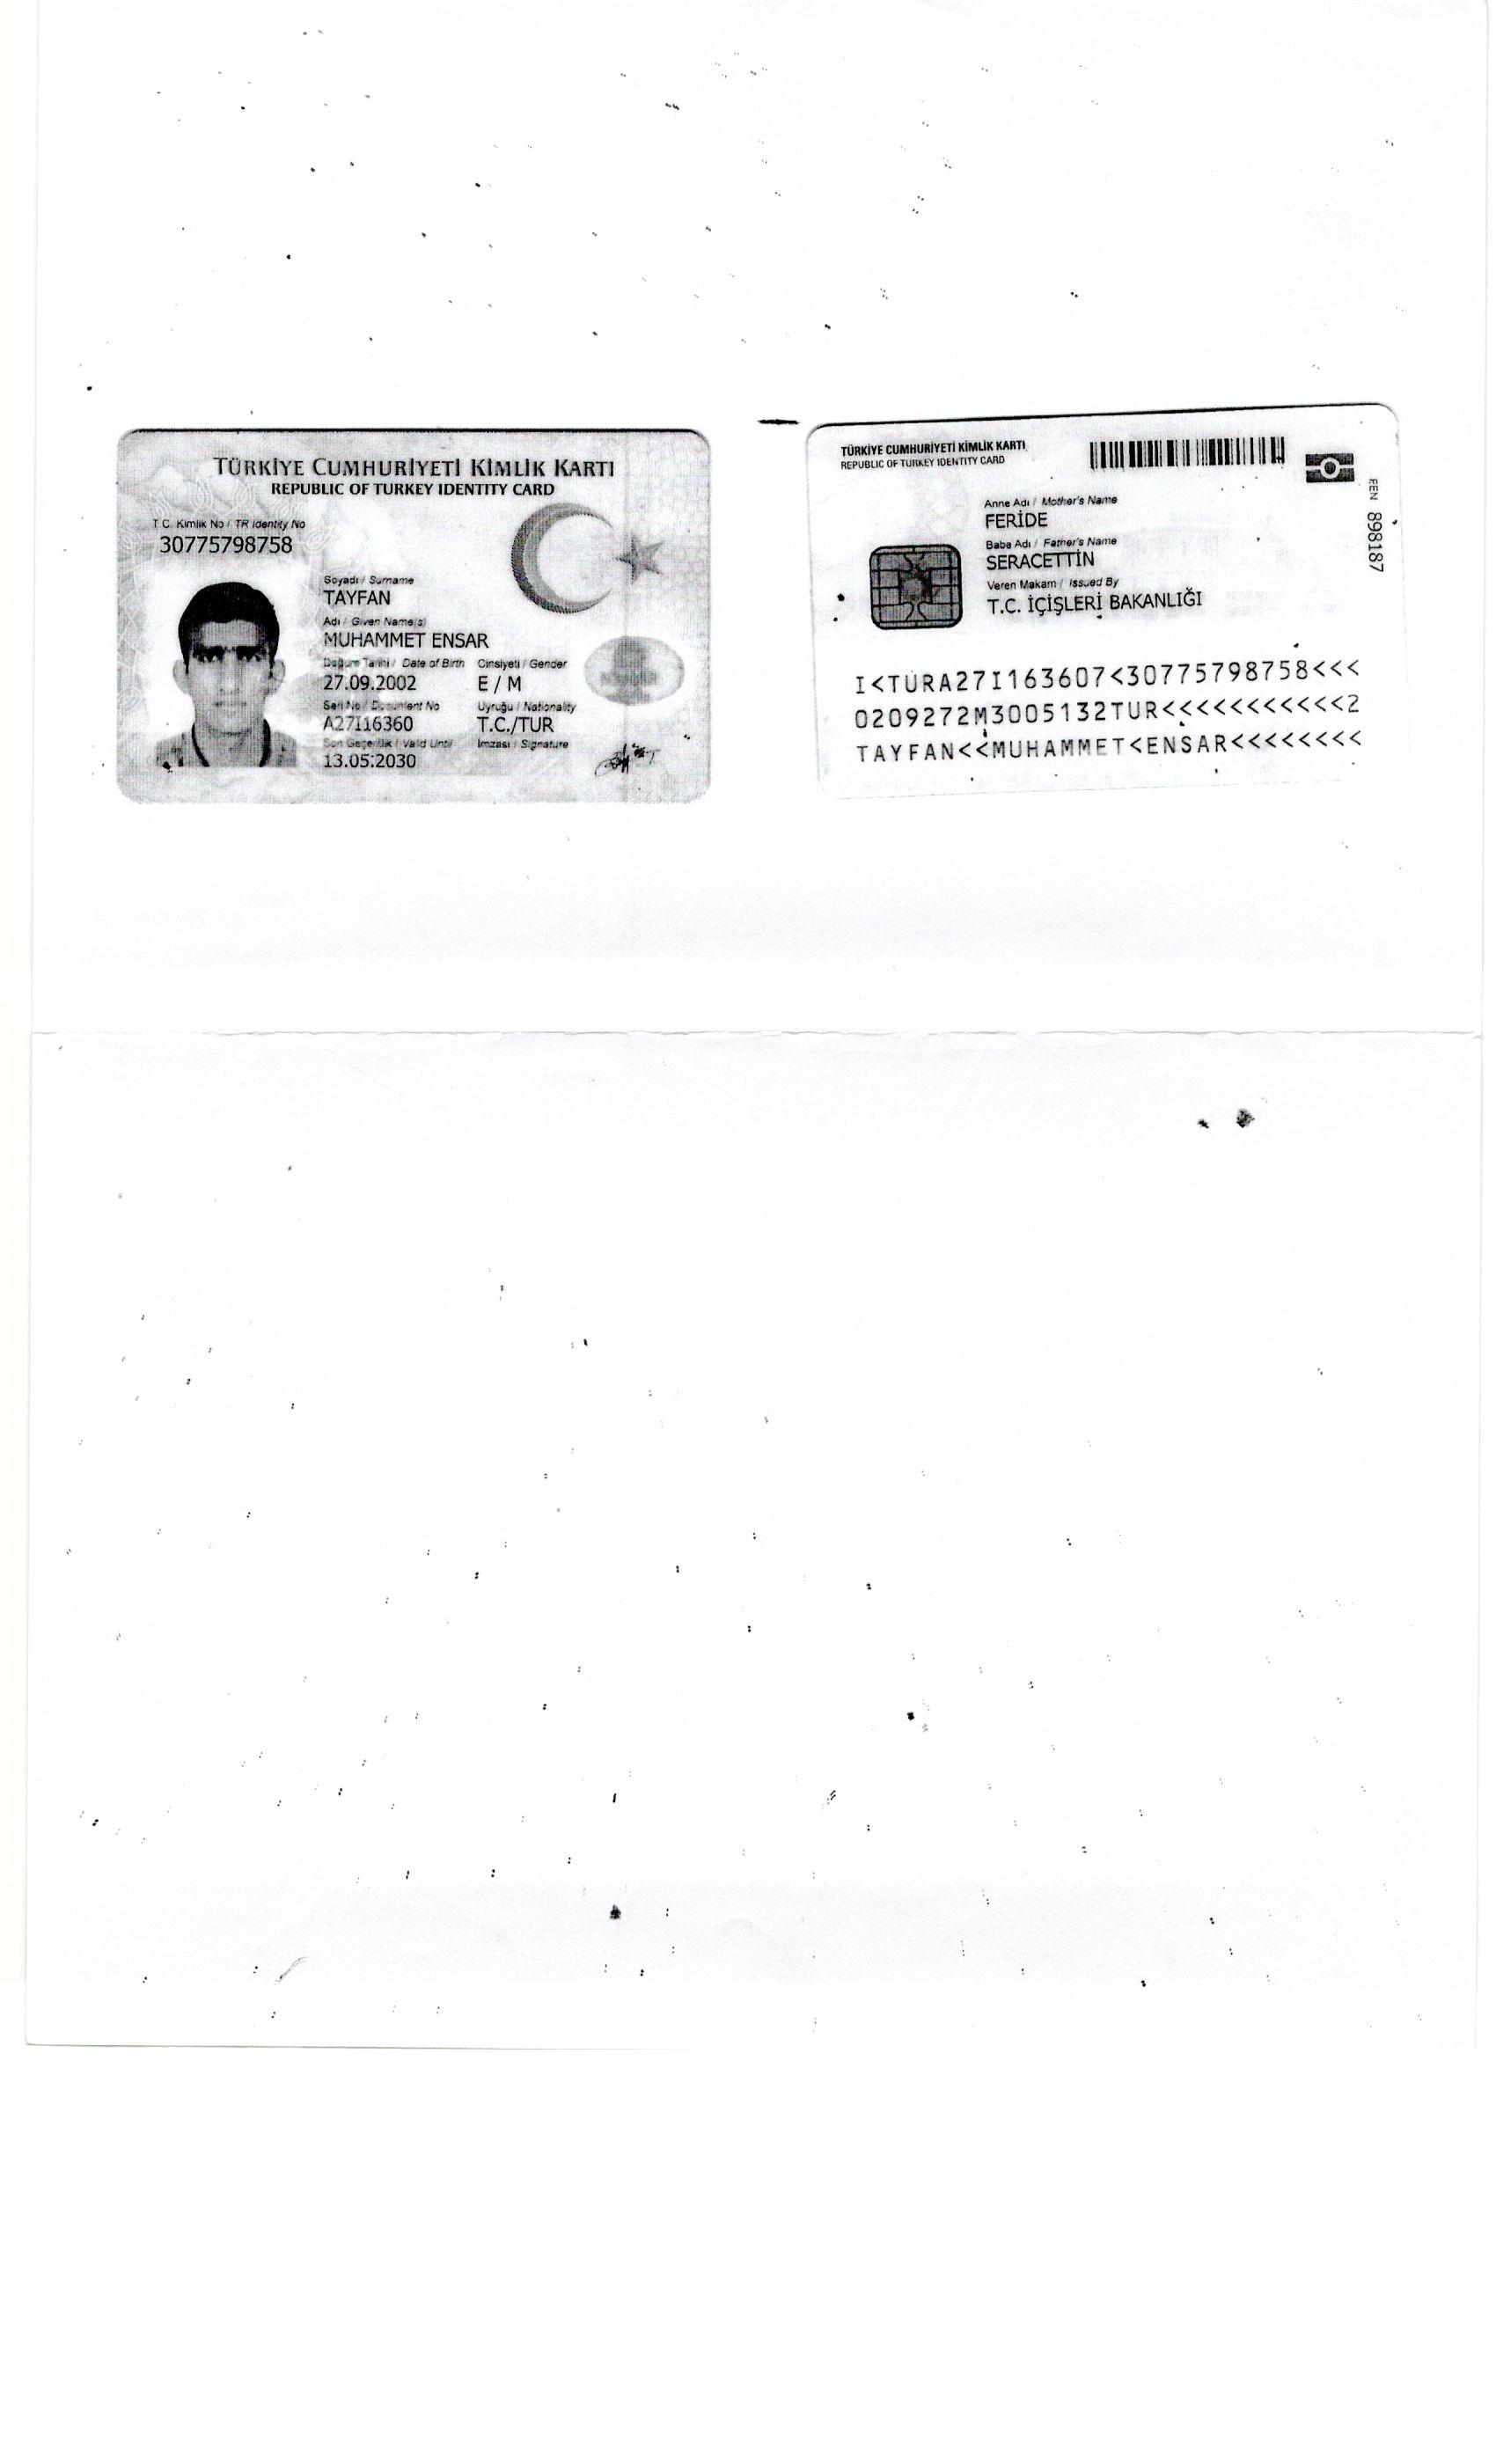 TÜRKİYE CUMHURİYETİ KİMLİK KARTI
REPUBLIC OF TURKEY IDENTITY CARD
T.C. Kimlik No / TR Identity No
30775798758
Soyadı / Surname
TAYFAN
Adı / Given Name(s)
MUHAMMET ENSAR
Doğum Tarihi / Date of Birth Cinsiyeti / Gender
27.09.2002 E / M
Seri No / Document No Uyruğu / Nationality
A27I16360 T.C./TUR
Son Geçerlilik / Valid Until İmzası / Signature
13.05.2030
TÜRKİYE CUMHURİYETİ KİMLİK KARTI
REPUBLIC OF TURKEY IDENTITY CARD
Anne Adı / Mother's Name
FERİDE
Baba Adı / Father's Name
SERACETTİN
Veren Makam / Issued By
T.C. İÇİŞLERİ BAKANLIĞI
REN 898187
I<TURA27I163607<30775798758<<<
0209272M3005132TUR<<<<<<<<<<<2
TAYFAN<<MUHAMMET<ENSAR<<<<<<<<